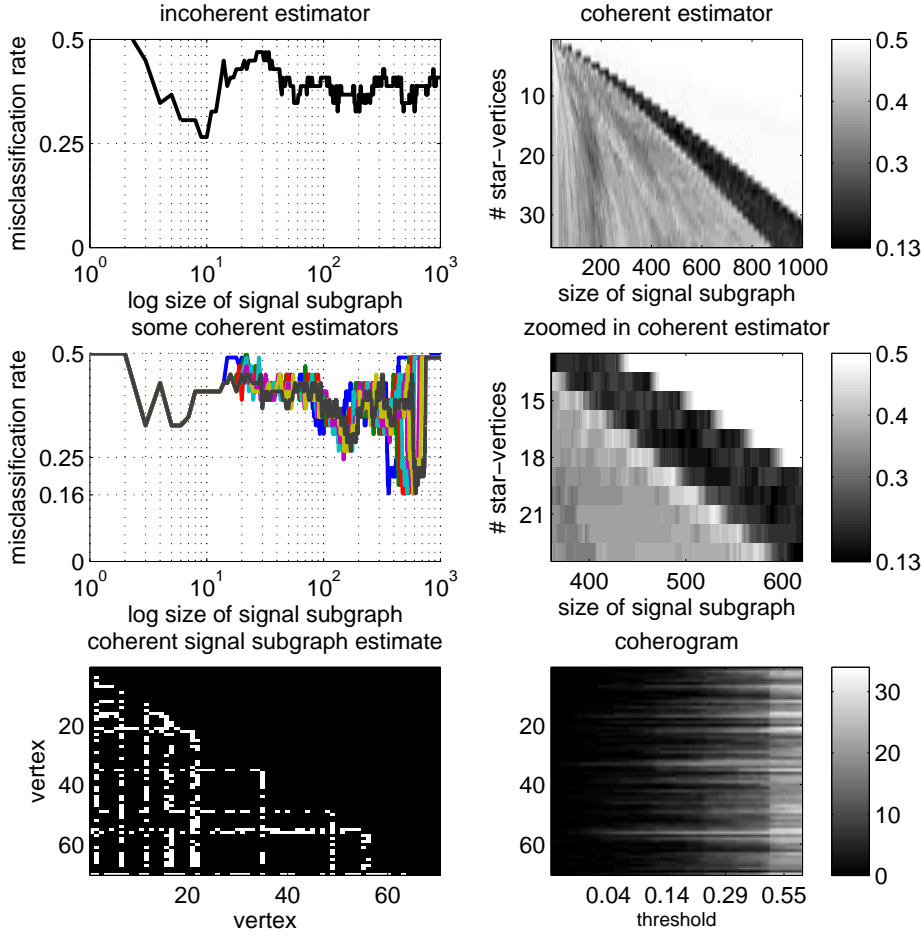 incoherent estimator
misclassification rate
0.5
0.25
0
10^0 10^1 10^2 10^3
log size of signal subgraph
coherent estimator
# star-vertices
10
20
30
200 400 600 800 1000
size of signal subgraph
0.5
0.4
0.3
0.13
some coherent estimators
misclassification rate
0.5
0.25
0.16
0
10^0 10^1 10^2 10^3
log size of signal subgraph
zoomed in coherent estimator
# star-vertices
15
18
21
400 500 600
size of signal subgraph
0.5
0.4
0.3
0.13
coherent signal subgraph estimate
vertex
20
40
60
20 40 60
vertex
coherogram
20
40
60
0.04 0.14 0.29 0.55
threshold
30
20
10
0